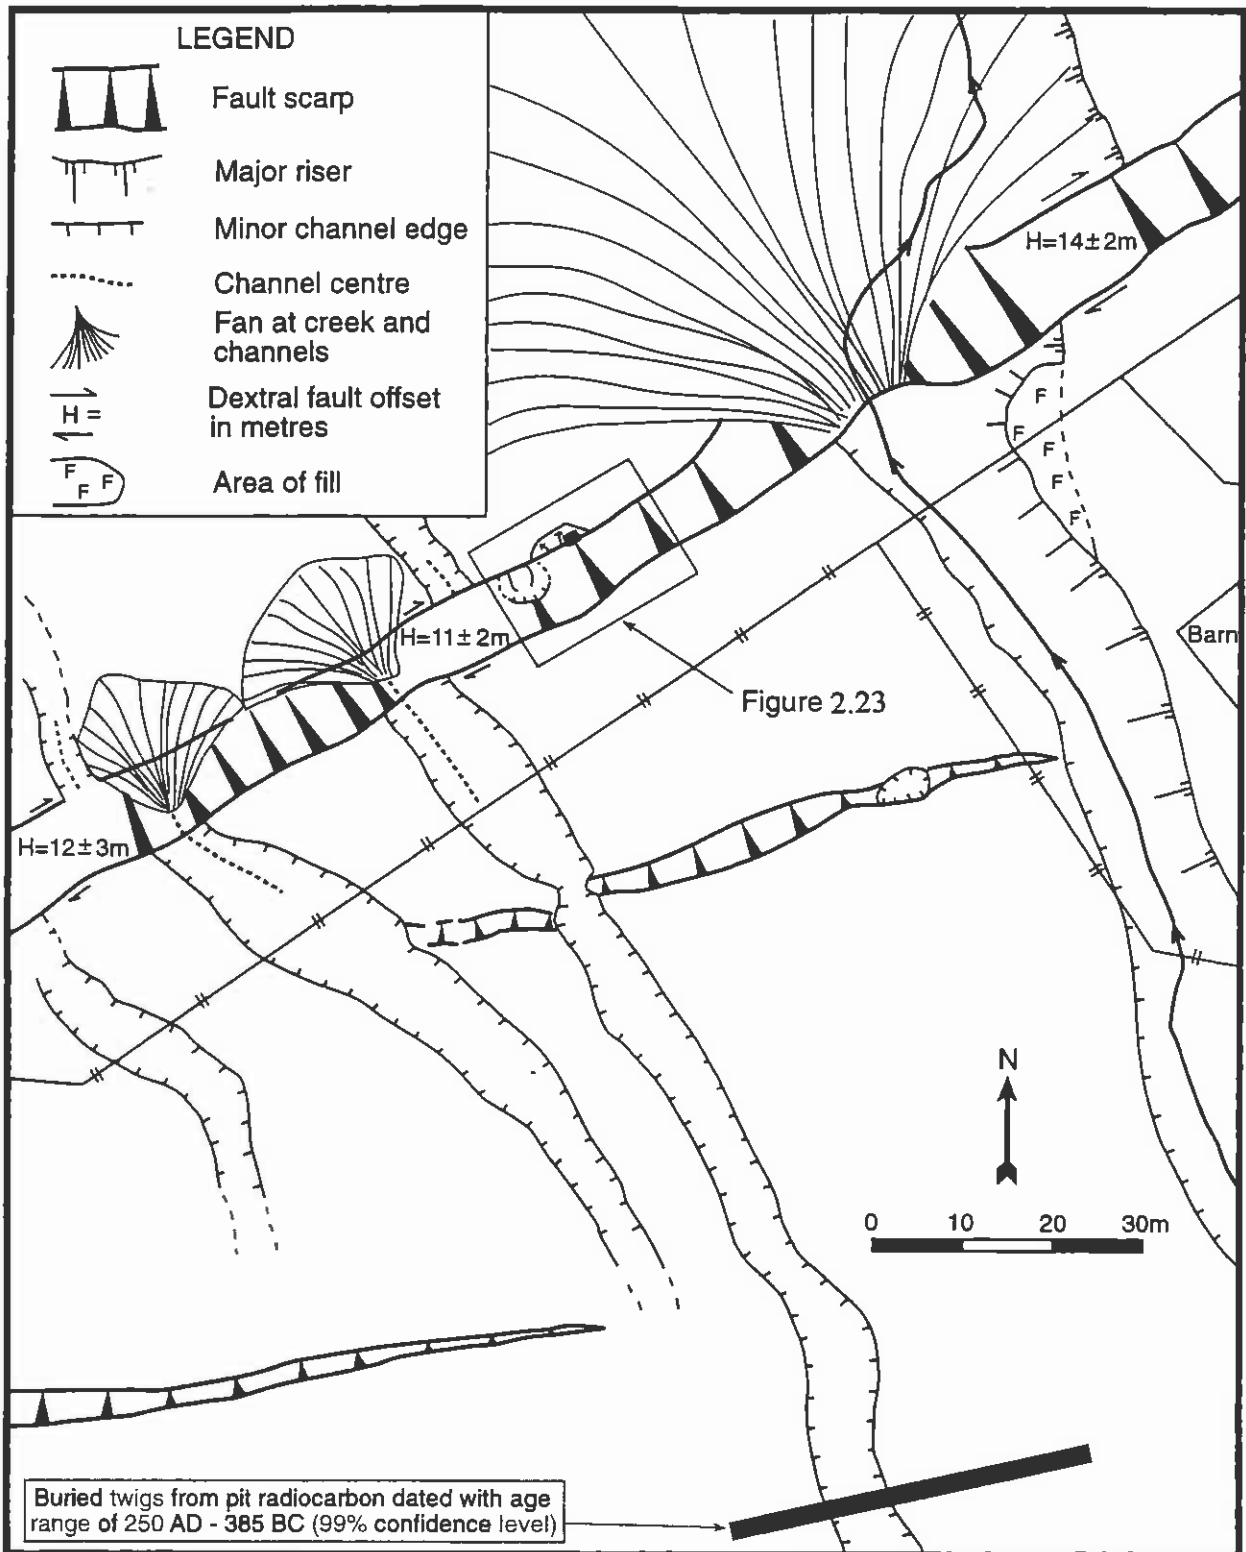 LEGEND
Fault scarp
Major riser
Minor channel edge
Channel centre
Fan at creek and
channels
H =
Dextral fault offset
in metres
F F F
Area of fill
H=14±2m
F
F
F
F
F
H=11±2m
Barn
Figure 2.23
H=12±3m
N
0 10 20 30m
Buried twigs from pit radiocarbon dated with age
range of 250 AD - 385 BC (99% confidence level)